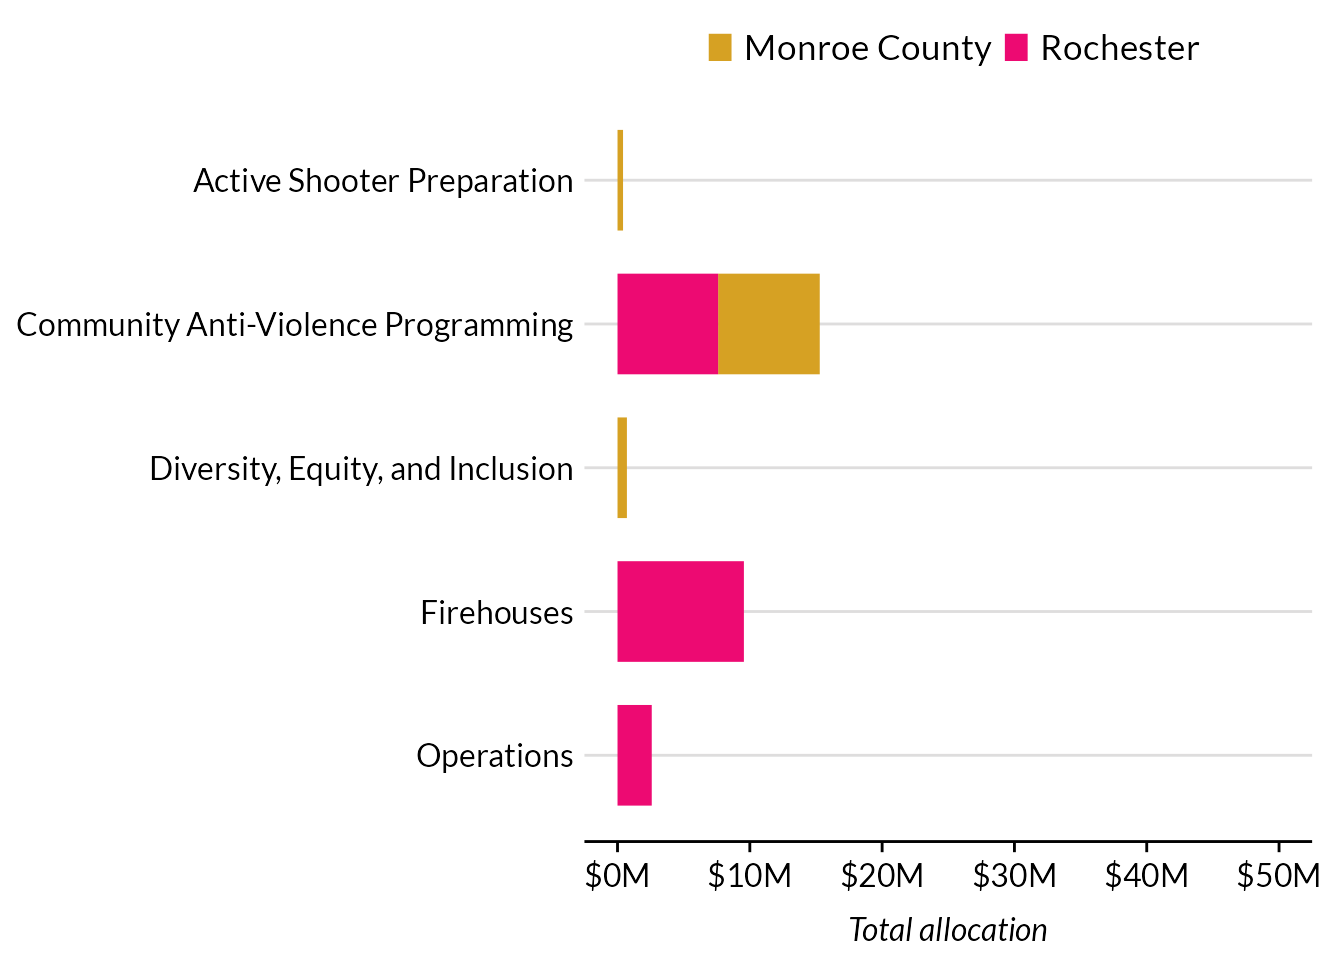 Monroe County Rochester
Active Shooter Preparation
Community Anti-Violence Programming
Diversity, Equity, and Inclusion
Firehouses
Operations
$0M $10M $20M $30M $40M $50M
Total allocation